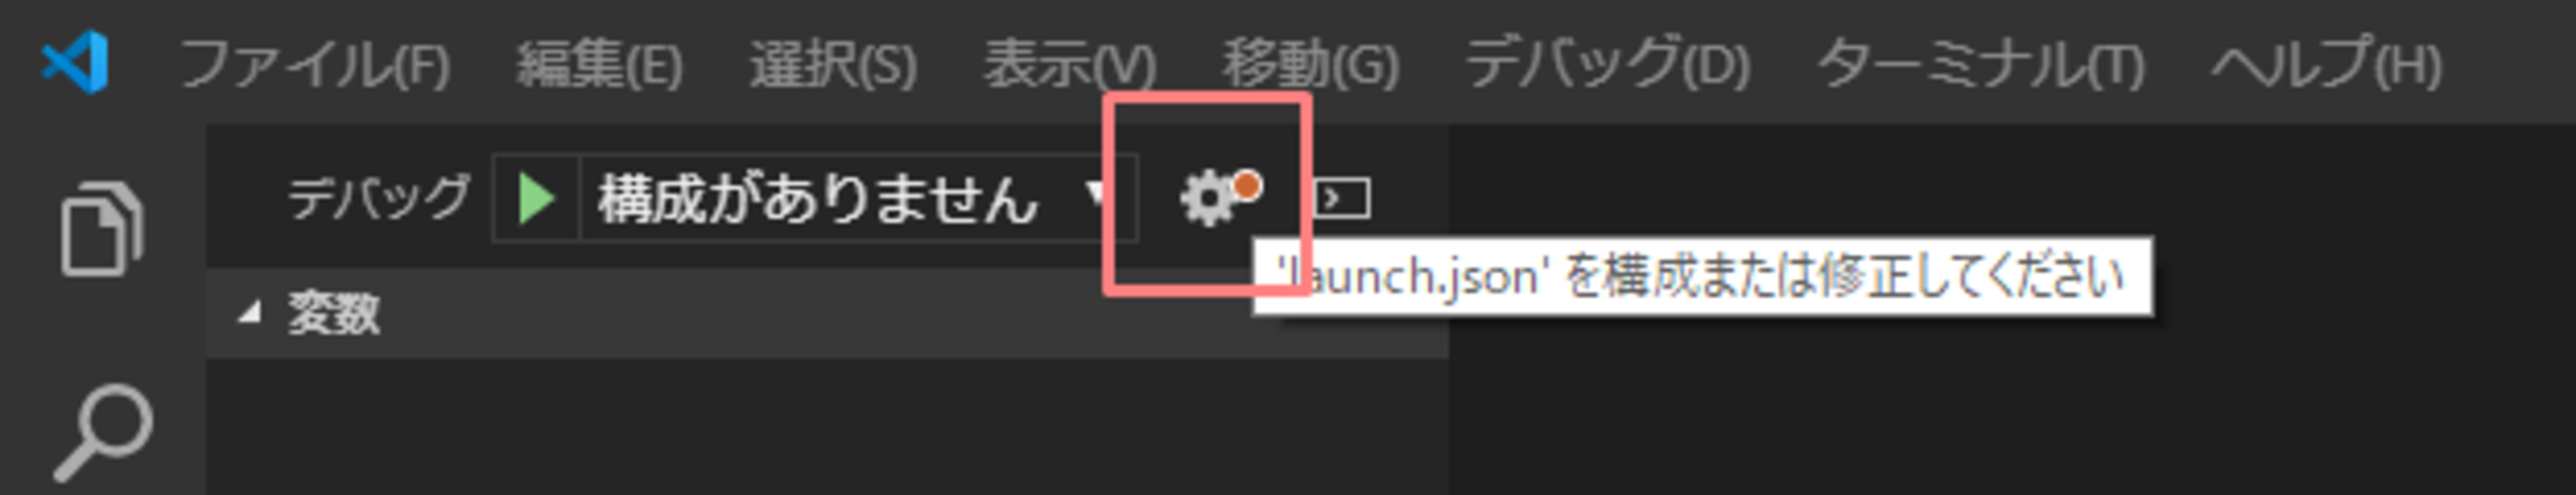 ファイル(F) 編集(E) 選択(S) 表示(V) 移動(G) デバッグ(D) ターミナル(T) ヘルプ(H)
デバッグ 構成がありません
'launch.json' を構成または修正してください
変数